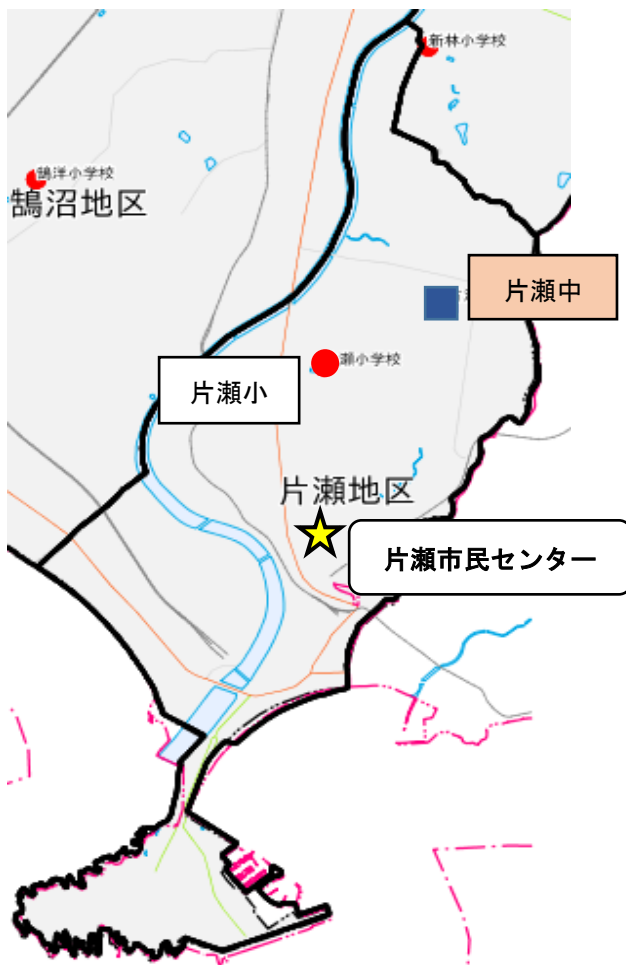 新林小学校
鵠洋小学校
鵠沼地区
片瀬中
瀬小学校
片瀬小
片瀬地区
片瀬市民センター